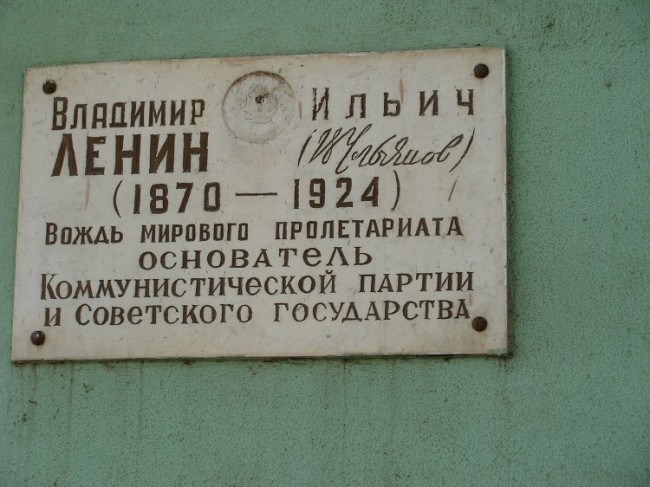 Владимир Ильич
Ленин (В Ульянов)
(1870 — 1924)
Вождь мирового пролетариата
основатель
Коммунистической партии
и Советского государства